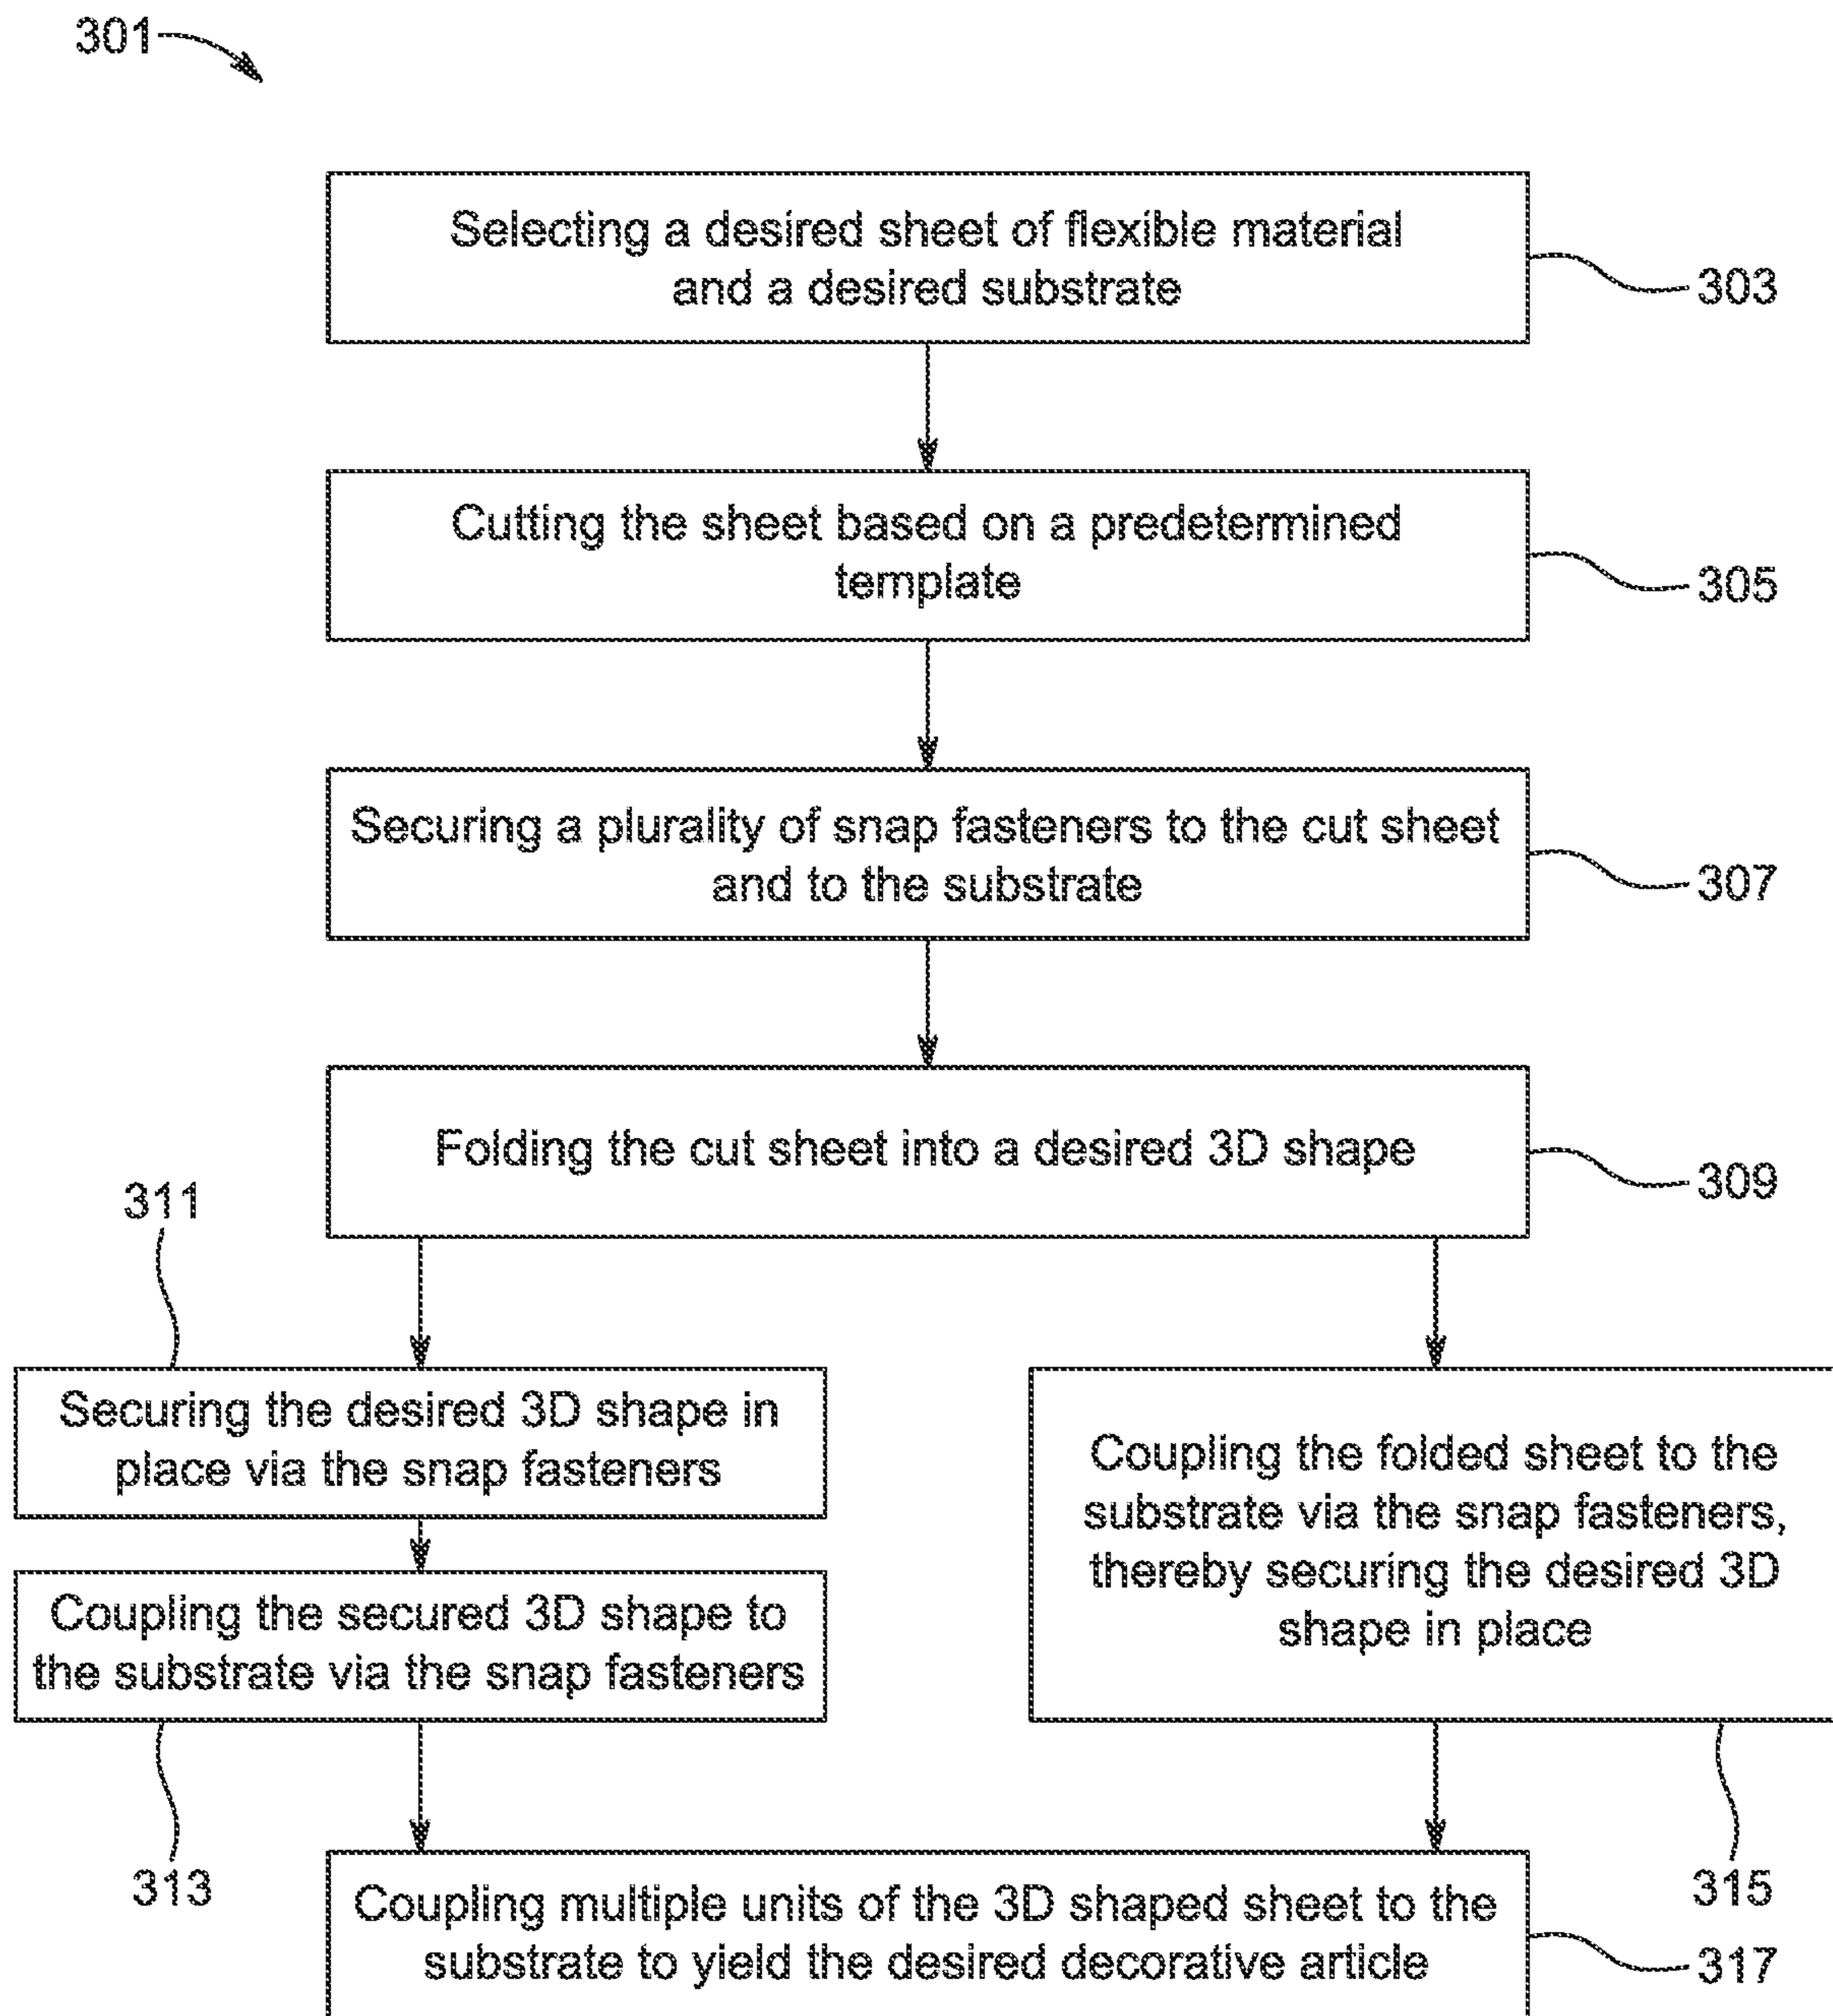 301
Selecting a desired sheet of flexible material
and a desired substrate
303
Cutting the sheet based on a predetermined
template
305
Securing a plurality of snap fasteners to the cut sheet
and to the substrate
307
Folding the cut sheet into a desired 3D shape
309
311
Securing the desired 3D shape in
place via the snap fasteners
Coupling the secured 3D shape to
the substrate via the snap fasteners
313
Coupling the folded sheet to the
substrate via the snap fasteners,
thereby securing the desired 3D
shape in place
315
Coupling multiple units of the 3D shaped sheet to the
substrate to yield the desired decorative article
317